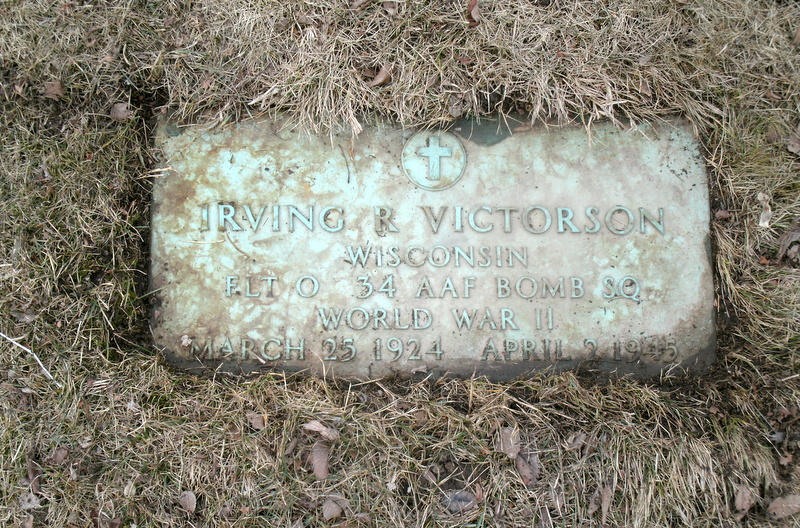 IRVING R VICTORSON
WISCONSIN
FLT O 34 AAF BOMB SQ
WORLD WAR II
MARCH 25 1924 APRIL 2 1945